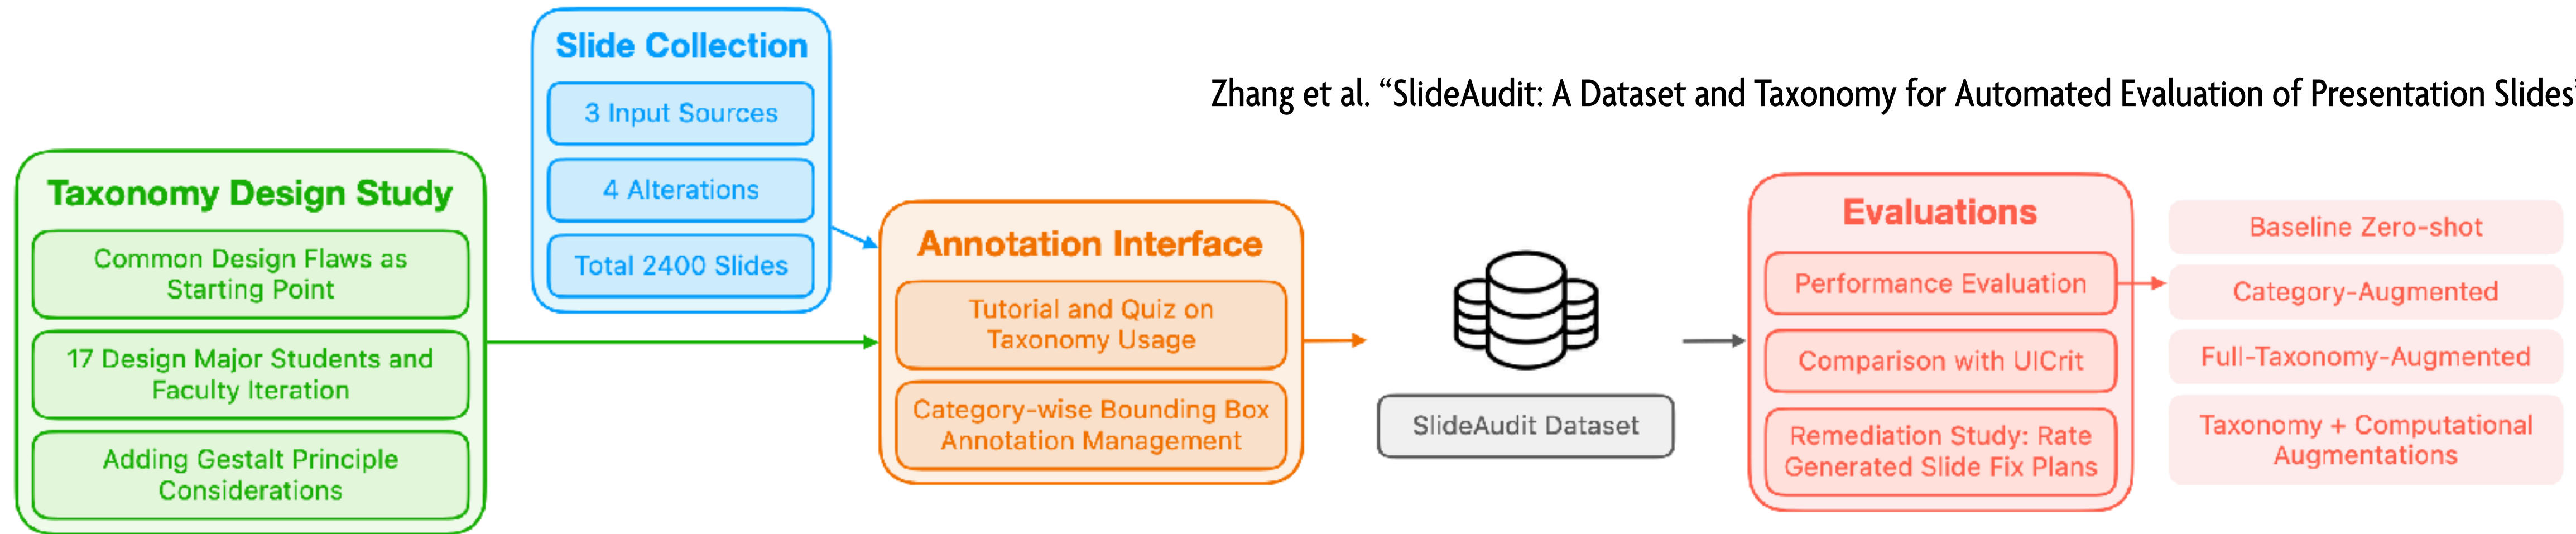 Slide Collection
3 Input Sources
4 Alterations
Total 2400 Slides
Zhang et al. “SlideAudit: A Dataset and Taxonomy for Automated Evaluation of Presentation Slides”
Taxonomy Design Study
Common Design Flaws as
Starting Point
17 Design Major Students and
Faculty Iteration
Adding Gestalt Principle
Considerations
Annotation Interface
Tutorial and Quiz on
Taxonomy Usage
Category-wise Bounding Box
Annotation Management
SlideAudit Dataset
Evaluations
Performance Evaluation
Comparison with UICrit
Remediation Study: Rate
Generated Slide Fix Plans
Baseline Zero-shot
Category-Augmented
Full-Taxonomy-Augmented
Taxonomy + Computational
Augmentations